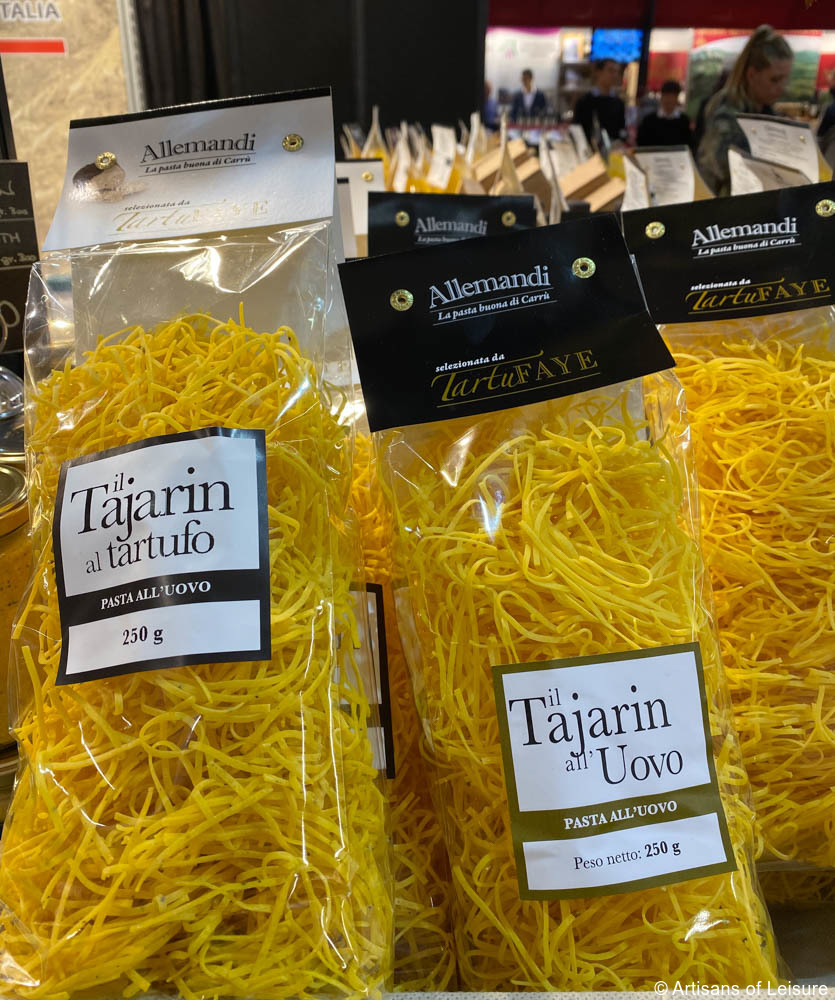 ITALIA
Allemandi
La pasta buona di Carrù
selezionata da
TartuFAYE
il
Tajarin
al tartufo
PASTA ALL'UOVO
250 g
Allemandi
La pasta buona di Carrù
Allemandi
La pasta buona di Carrù
selezionata da
TartuFAYE
il
Tajarin
all'Uovo
PASTA ALL'UOVO
Peso netto: 250 g
Allemandi
La pasta buona di Carrù
selezionata da
TartuFAYE
© Artisans of Leisure